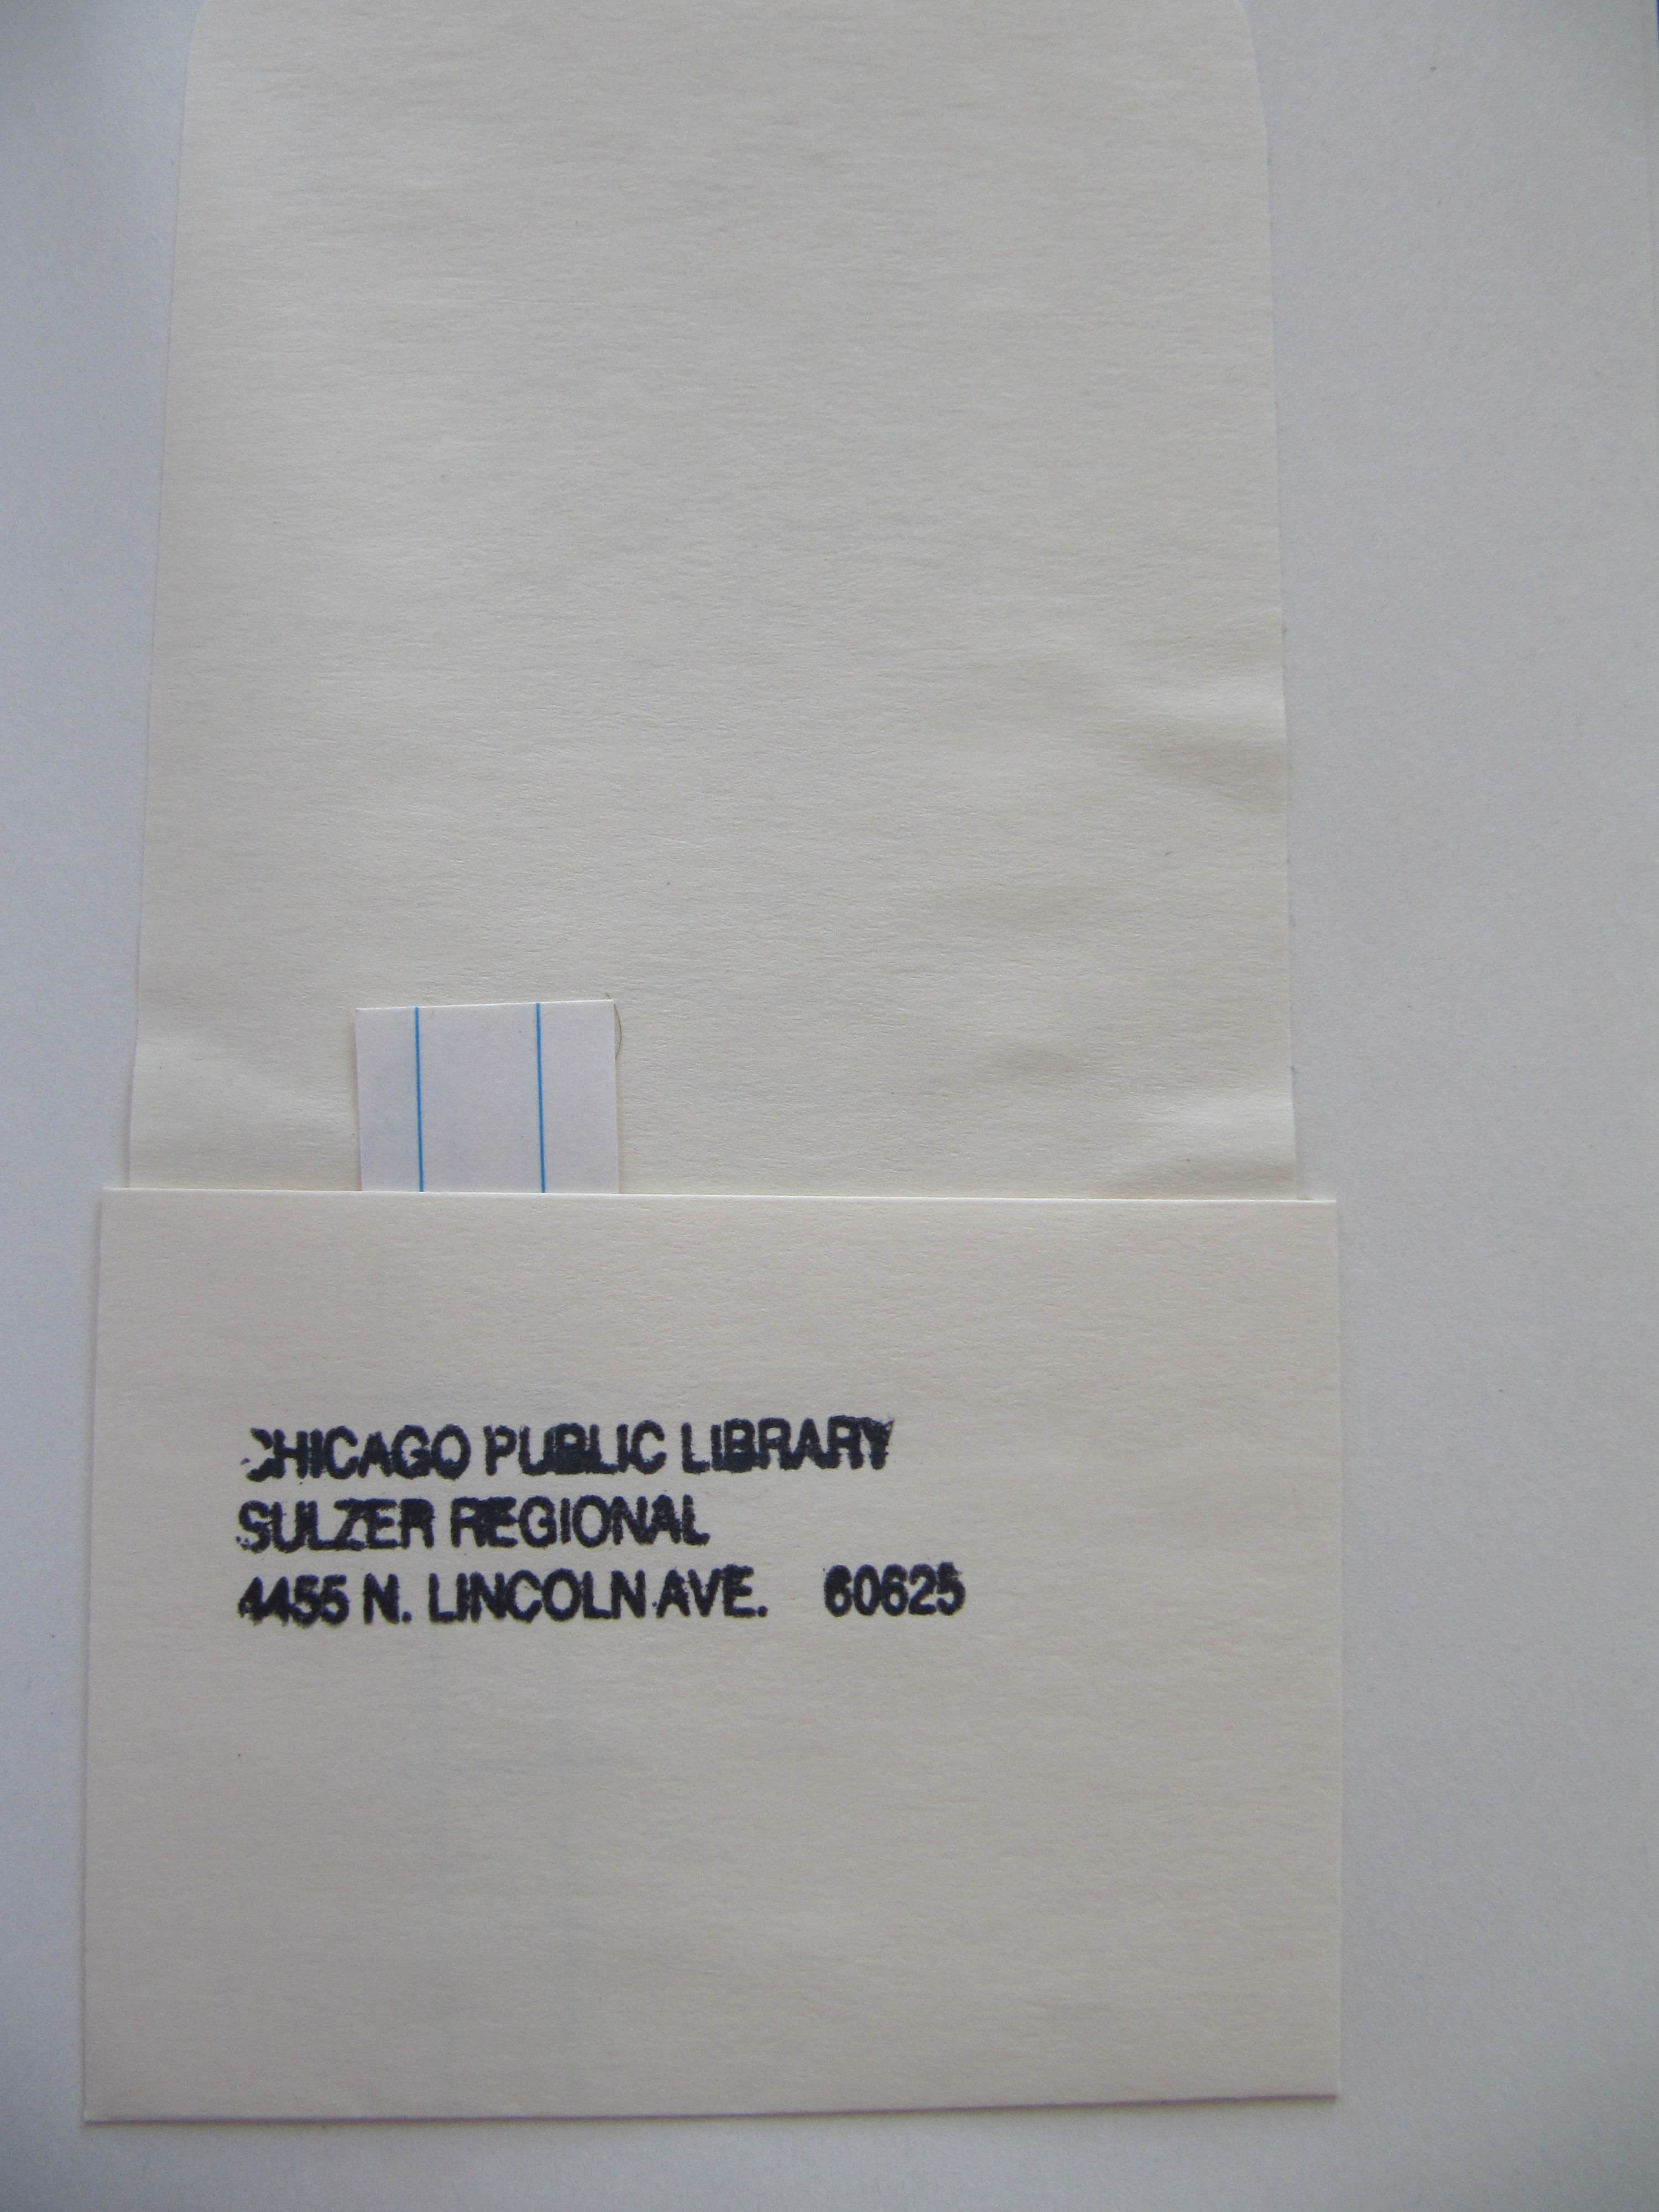 CHICAGO PUBLIC LIBRARY
SULZER REGIONAL
4455 N. LINCOLN AVE. 60625